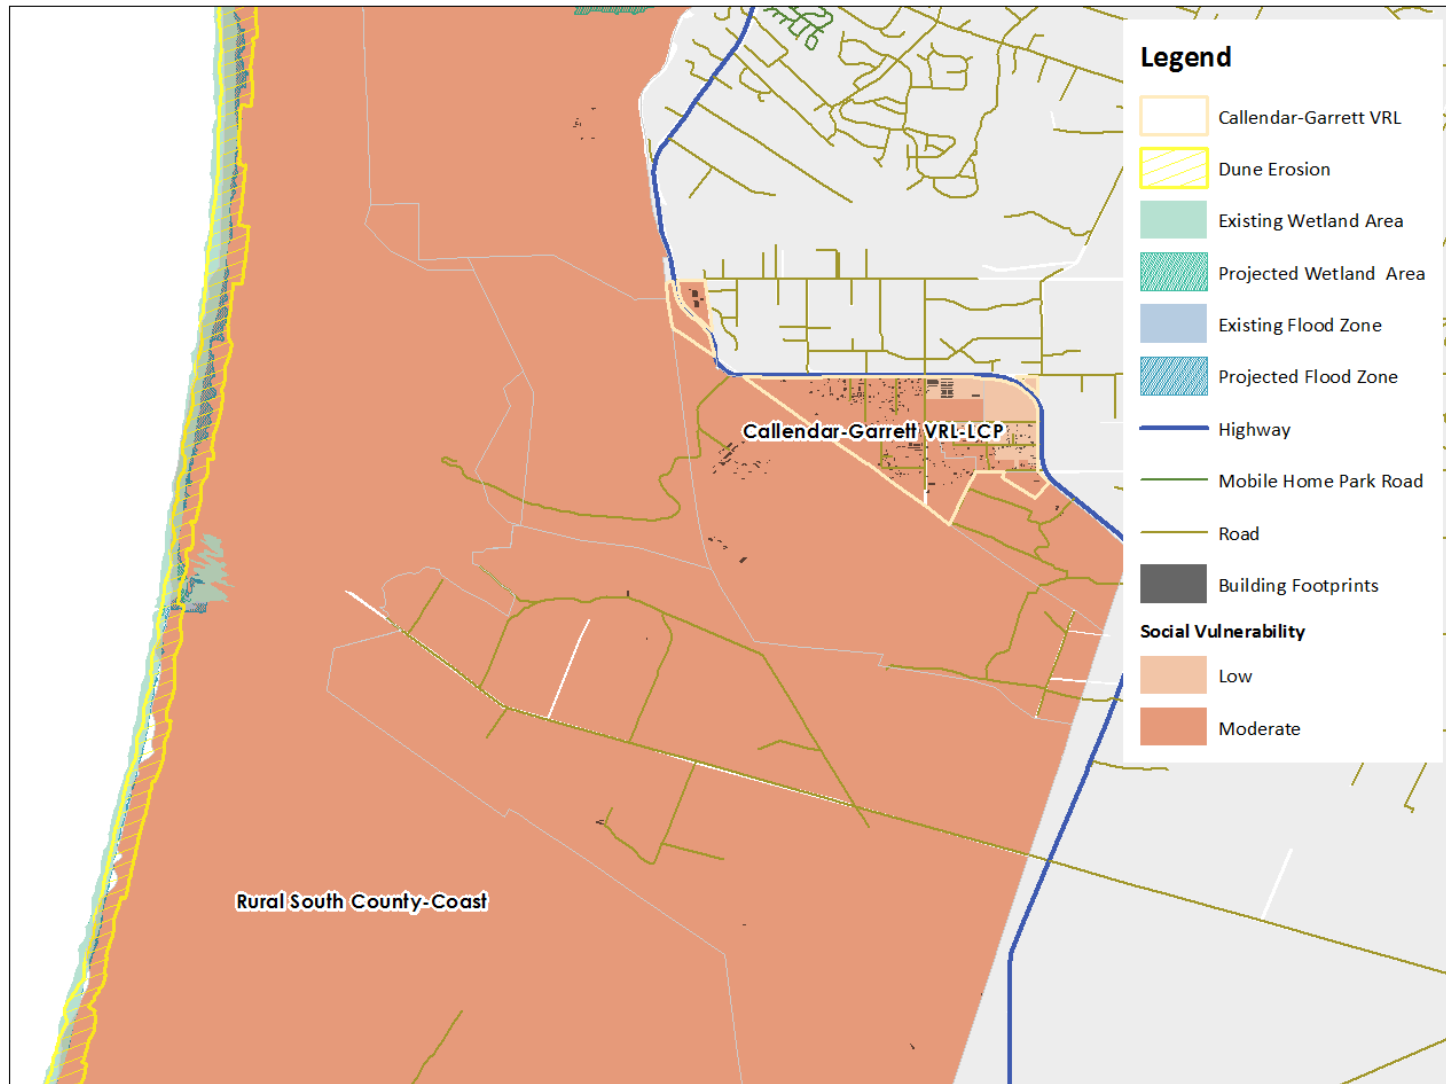 Legend
Callendar-Garrett VRL
Dune Erosion
Existing Wetland Area
Projected Wetland Area
Existing Flood Zone
Projected Flood Zone
Highway
Mobile Home Park Road
Road
Building Footprints
Social Vulnerability
Low
Moderate
Callendar-Garrett VRL-LCP
Rural South County-Coast